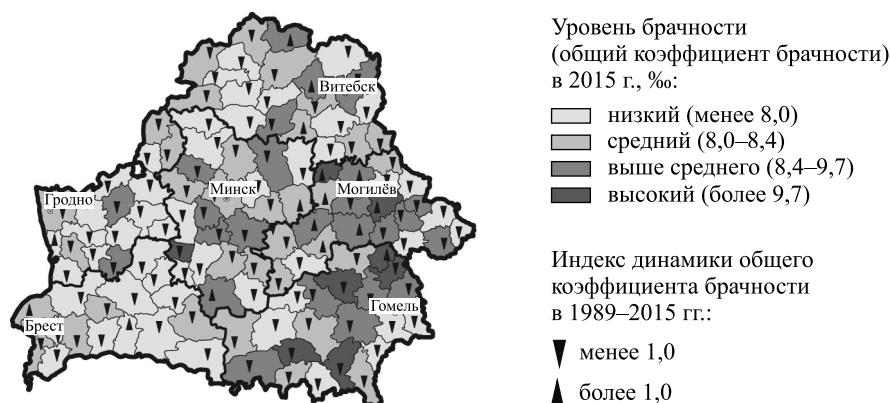 Витебск
Минск
Могилёв
Гродно
Гомель
Брест
Уровень брачности
(общий коэффициент брачности)
в 2015 г., ‰:
низкий (менее 8,0)
средний (8,0–8,4)
выше среднего (8,4–9,7)
высокий (более 9,7)
Индекс динамики общего
коэффициента брачности
в 1989–2015 гг.:
менее 1,0
более 1,0